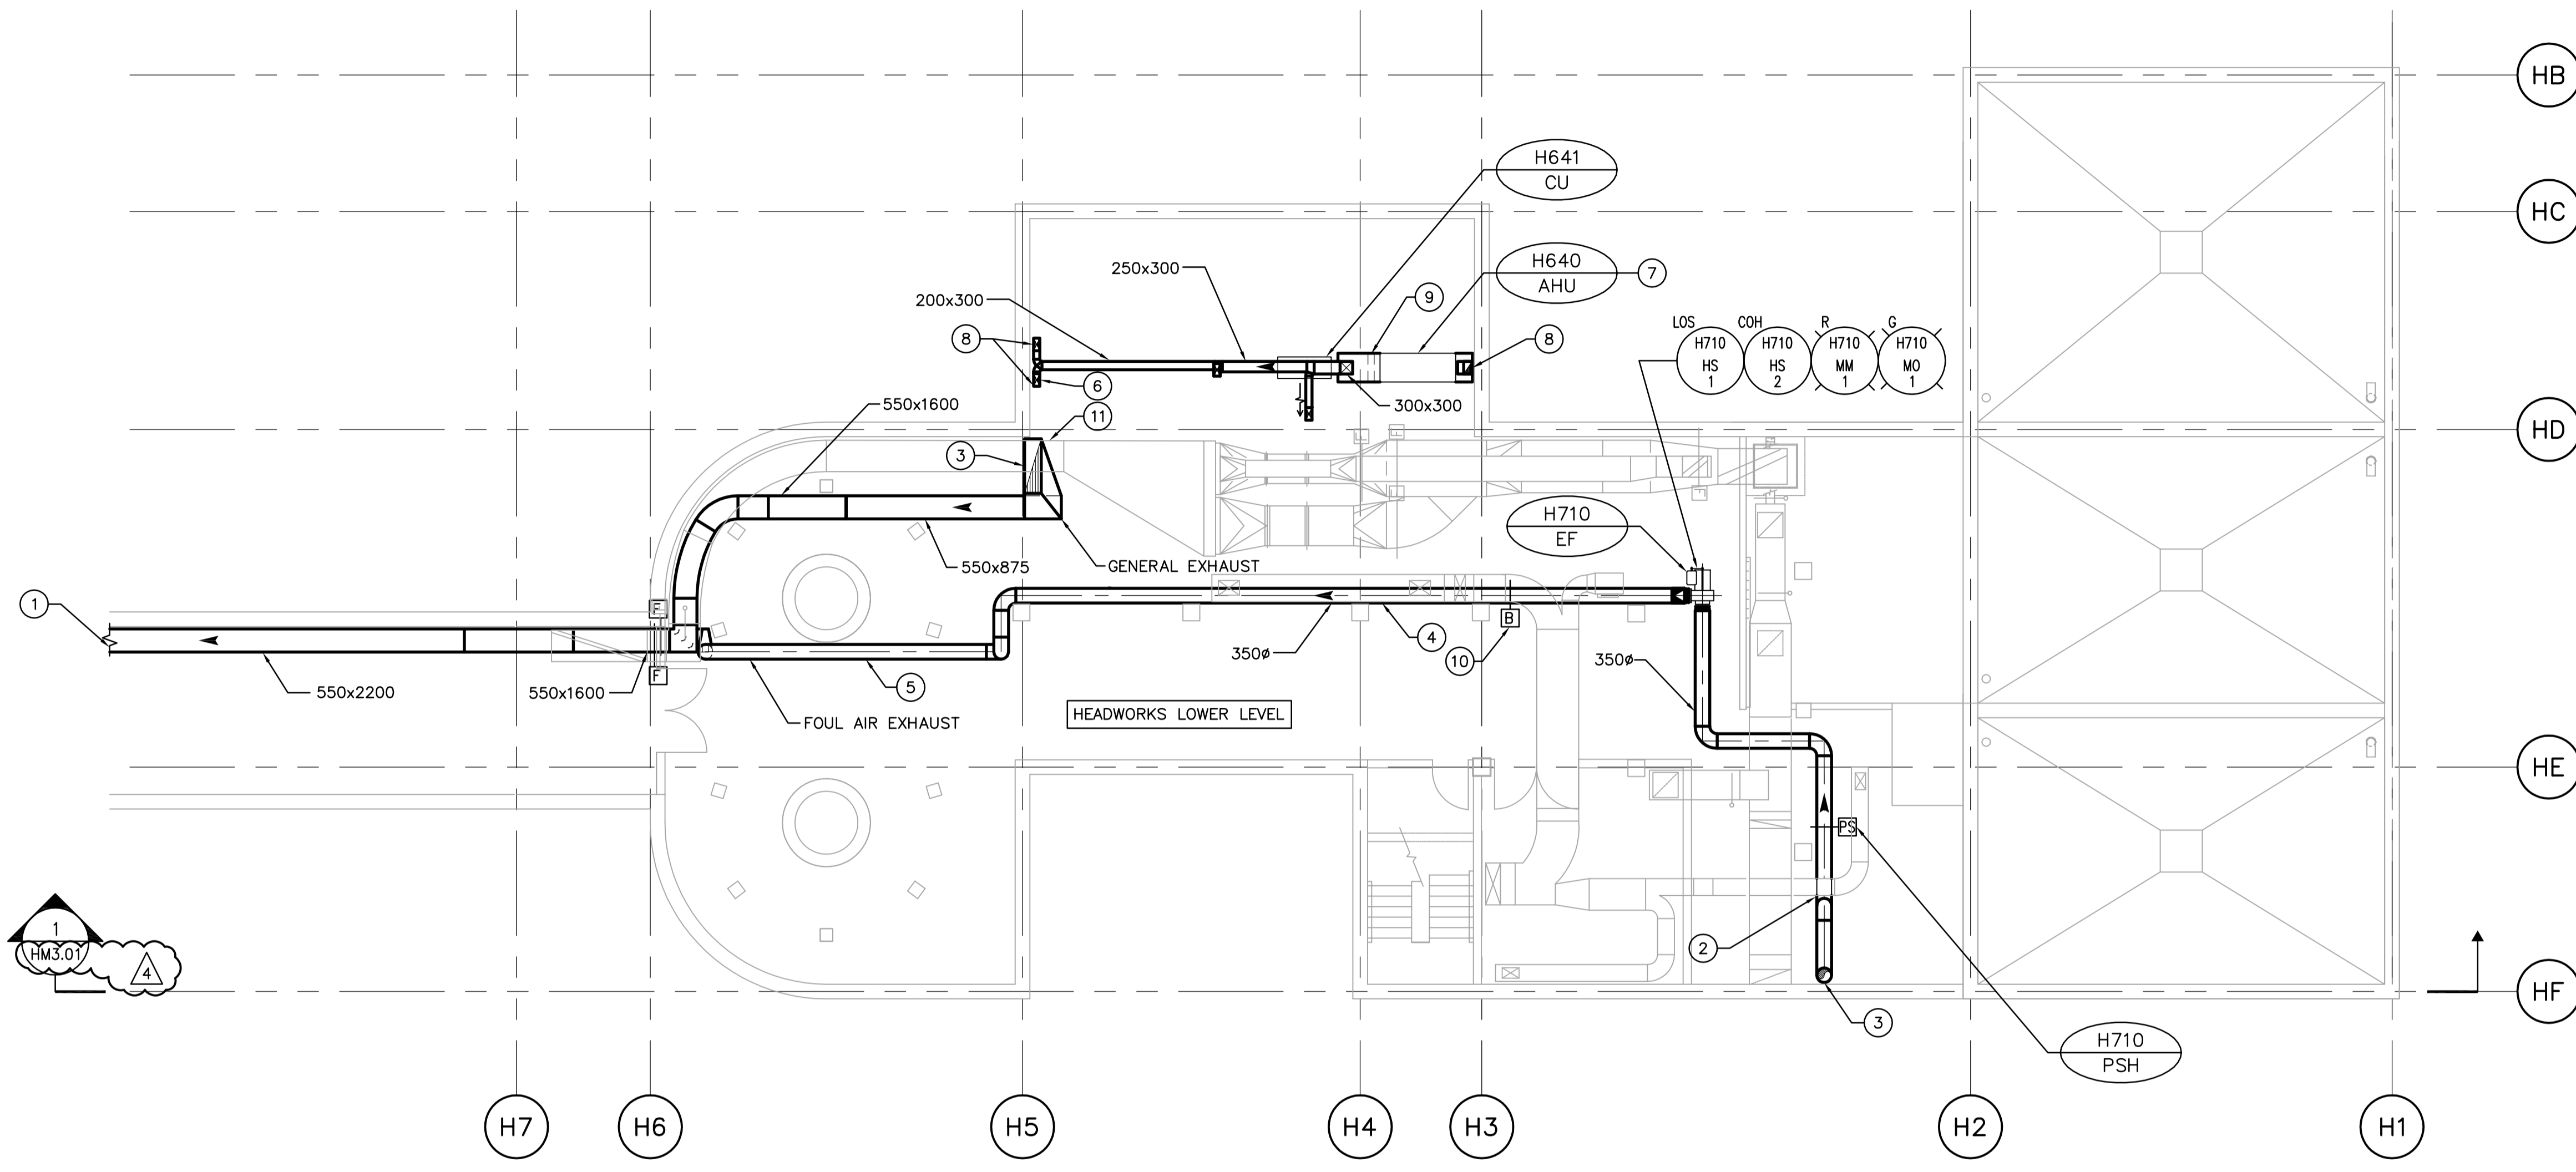 HB
H641
CU
HC
250x300
H640
AHU
7
200x300
9
LOS
COH
R
G
8
8
H710
HS
1
H710
HS
2
H710
MM
1
H710
MO
1
6
550x1600
300x300
11
HD
3
H710
EF
550x875
GENERAL EXHAUST
1
F
B
4
10
350ø
350ø
F
5
550x2200
550x1600
FOUL AIR EXHAUST
HEADWORKS LOWER LEVEL
HE
PS
1
HM3.01
4
2
HF
3
H710
PSH
H7
H6
H5
H4
H3
H2
H1